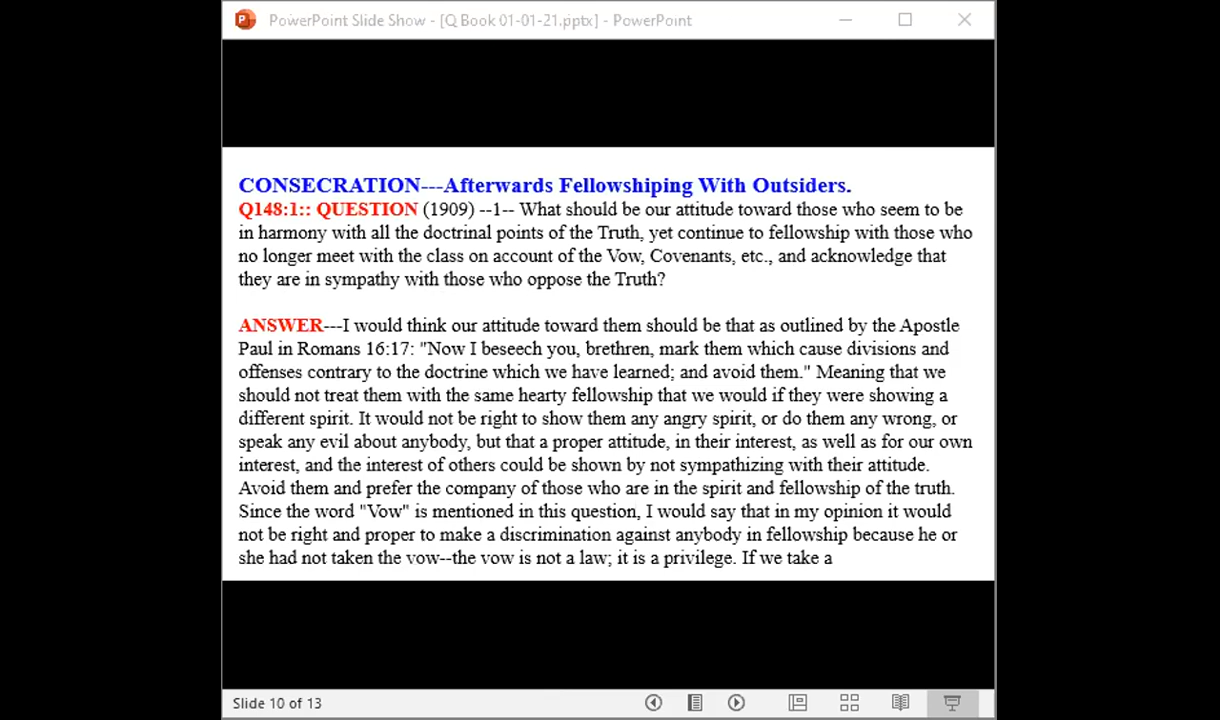 PowerPoint Slide Show - [Q Book 01-01-21.pptx] - PowerPoint
CONSECRATION---Afterwards Fellowshiping With Outsiders.
Q148:1:: QUESTION (1909) --1-- What should be our attitude toward those who seem to be
in harmony with all the doctrinal points of the Truth, yet continue to fellowship with those who
no longer meet with the class on account of the Vow, Covenants, etc., and acknowledge that
they are in sympathy with those who oppose the Truth?
ANSWER---I would think our attitude toward them should be that as outlined by the Apostle
Paul in Romans 16:17: "Now I beseech you, brethren, mark them which cause divisions and
offenses contrary to the doctrine which we have learned; and avoid them." Meaning that we
should not treat them with the same hearty fellowship that we would if they were showing a
different spirit. It would not be right to show them any angry spirit, or do them any wrong, or
speak any evil about anybody, but that a proper attitude, in their interest, as well as for our own
interest, and the interest of others could be shown by not sympathizing with their attitude.
Avoid them and prefer the company of those who are in the spirit and fellowship of the truth.
Since the word "Vow" is mentioned in this question, I would say that in my opinion it would
not be right and proper to make a discrimination against anybody in fellowship because he or
she had not taken the vow--the vow is not a law; it is a privilege. If we take a
Slide 10 of 13